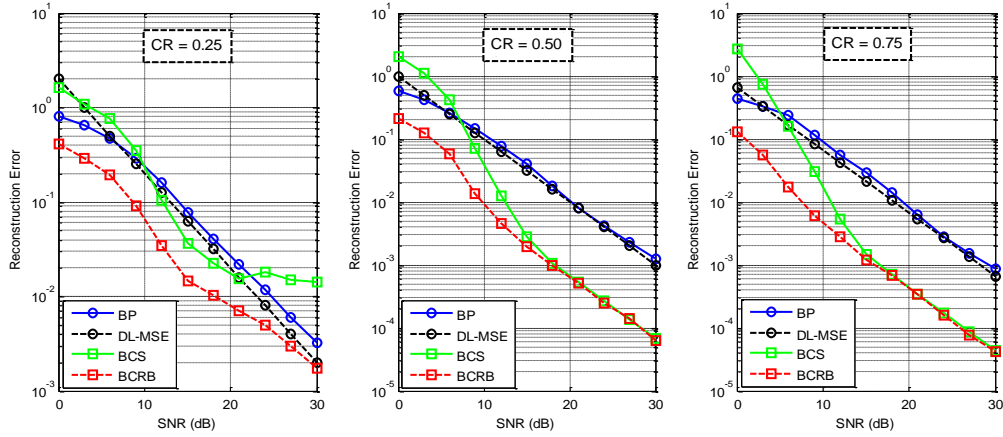 CR = 0.25
10^1
10^0
10^-1
10^-2
10^-3
Reconstruction Error
0
10
20
30
SNR (dB)
BP
DL-MSE
BCS
BCRB
CR = 0.50
10^1
10^0
10^-1
10^-2
10^-3
10^-4
10^-5
Reconstruction Error
0
10
20
30
SNR (dB)
BP
DL-MSE
BCS
BCRB
CR = 0.75
10^1
10^0
10^-1
10^-2
10^-3
10^-4
10^-5
Reconstruction Error
0
10
20
30
SNR (dB)
BP
DL-MSE
BCS
BCRB